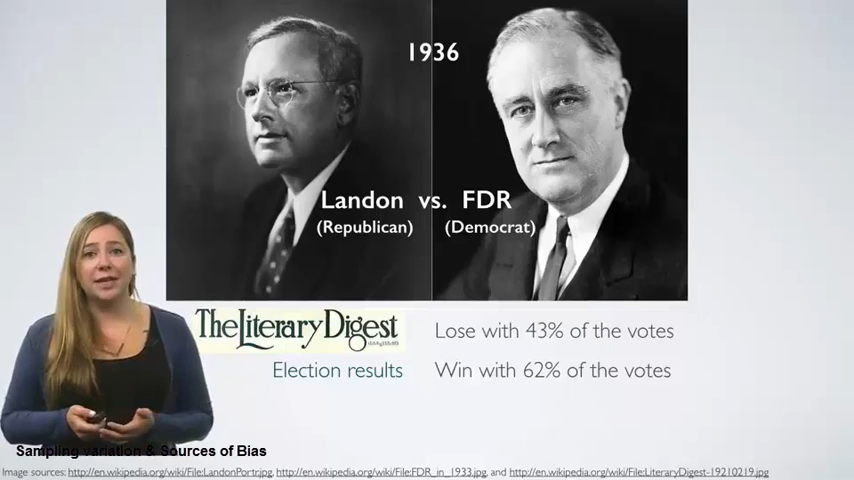 1936
Landon vs. FDR
(Republican) (Democrat)
The Literary Digest Lose with 43% of the votes
Election results Win with 62% of the votes
Sampling variation & Sources of Bias
Image sources: http://en.wikipedia.org/wiki/File:LandonPortr.jpg, http://en.wikipedia.org/wiki/File:FDR_in_1933.jpg, and http://en.wikipedia.org/wiki/File:LiteraryDigest-19210219.jpg